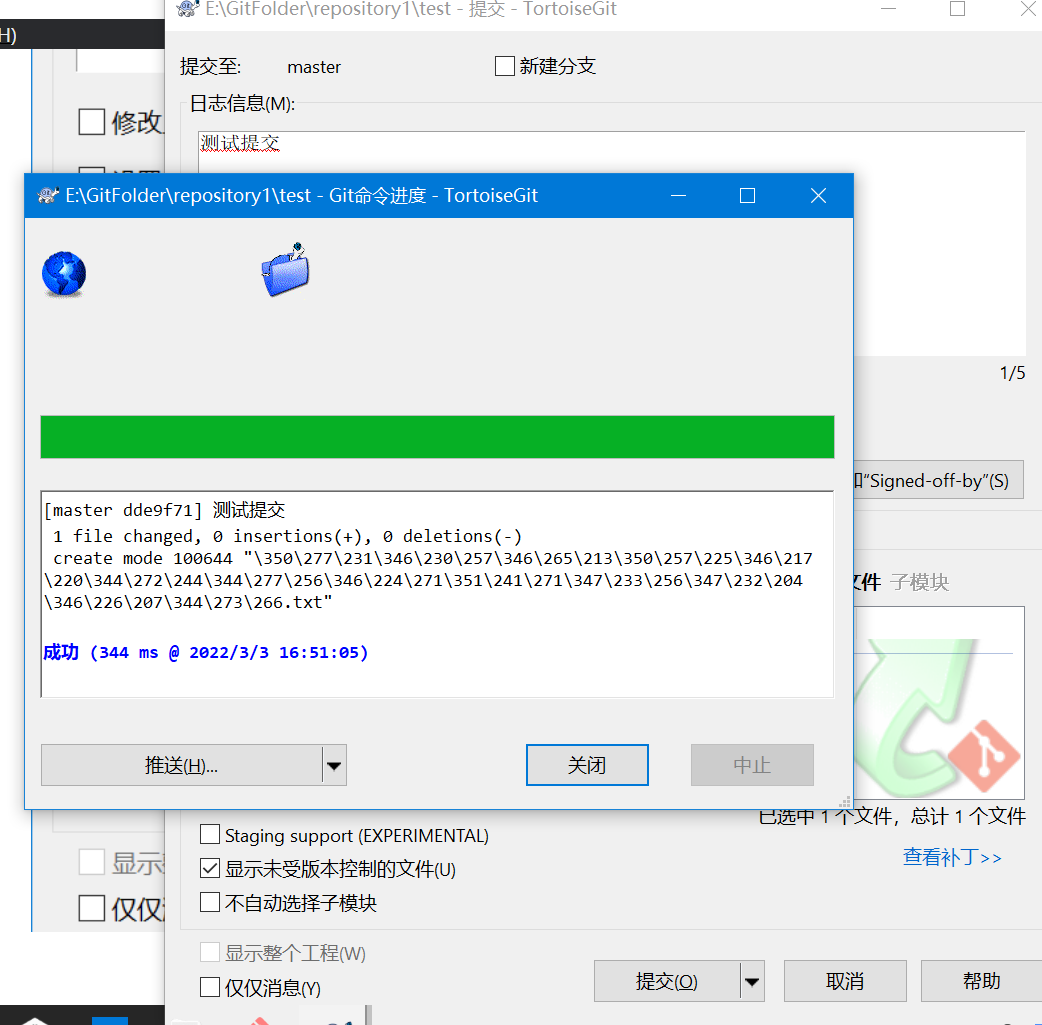 E:\GitFolder\repository1\test - 提交 - TortoiseGit
H)
提交至: master 新建分支
日志信息(M):
测试提交
修改
E:\GitFolder\repository1\test - Git命令进度 - TortoiseGit
1/5
"Signed-off-by"(S)
[master dde9f71] 测试提交
1 file changed, 0 insertions(+), 0 deletions(-)
create mode 100644 "\350\277\231\346\230\257\346\265\213\350\257\225\346\217
\220\344\272\244\344\277\256\346\224\271\351\241\271\347\233\256\347\232\204
\346\226\207\344\273\266.txt"
成功 (344 ms @ 2022/3/3 16:51:05)
文件 子模块
推送(H)... 关闭 中止
已选中 1 个文件，总计 1 个文件
查看补丁>>
Staging support (EXPERIMENTAL)
显示未受版本控制的文件(U)
不自动选择子模块
显示
仅仅
显示整个工程(W)
仅仅消息(Y)
提交(O) 取消 帮助